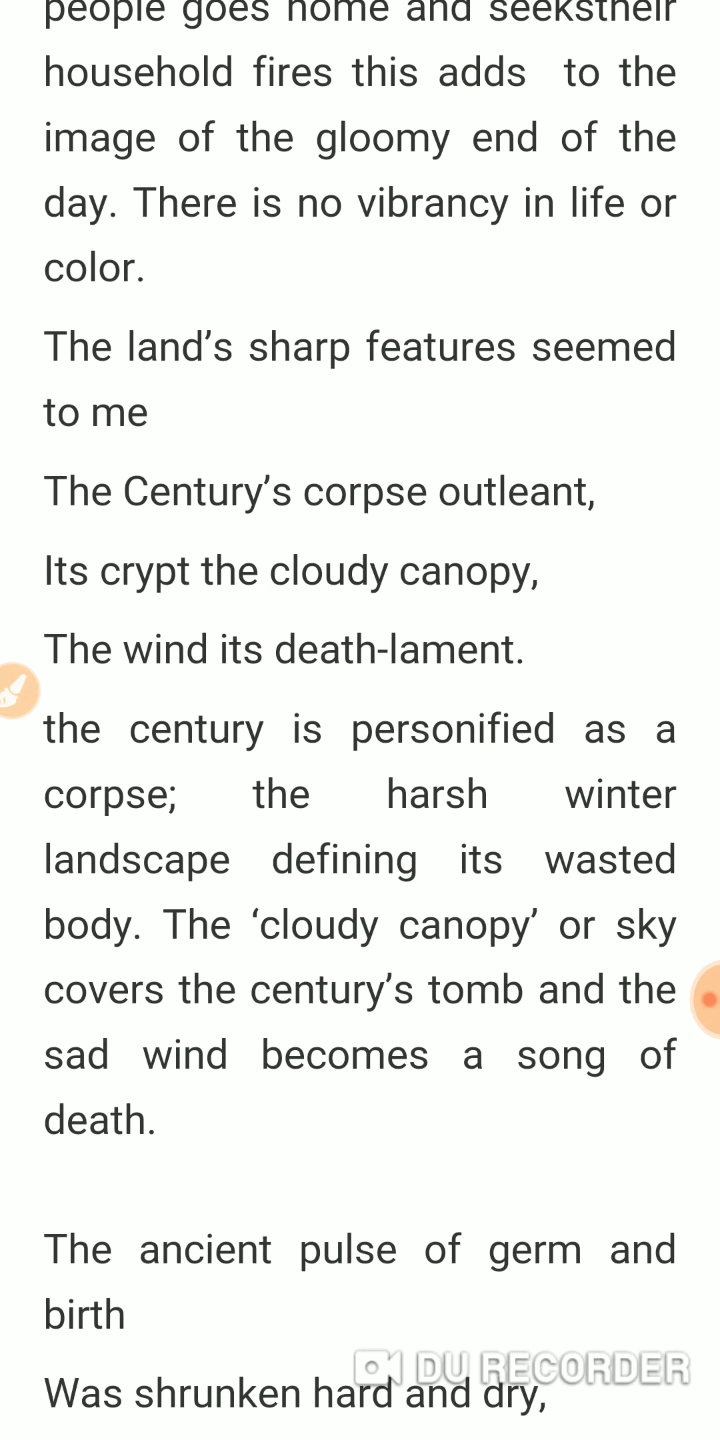 people goes home and seekstheir
household fires this adds to the
image of the gloomy end of the
day. There is no vibrancy in life or
color.
The land’s sharp features seemed
to me
The Century’s corpse outleant,
Its crypt the cloudy canopy,
The wind its death-lament.
the century is personified as a
corpse; the harsh winter
landscape defining its wasted
body. The ‘cloudy canopy’ or sky
covers the century’s tomb and the
sad wind becomes a song of
death.
The ancient pulse of germ and
birth
DU RECORDER
Was shrunken hard and dry,